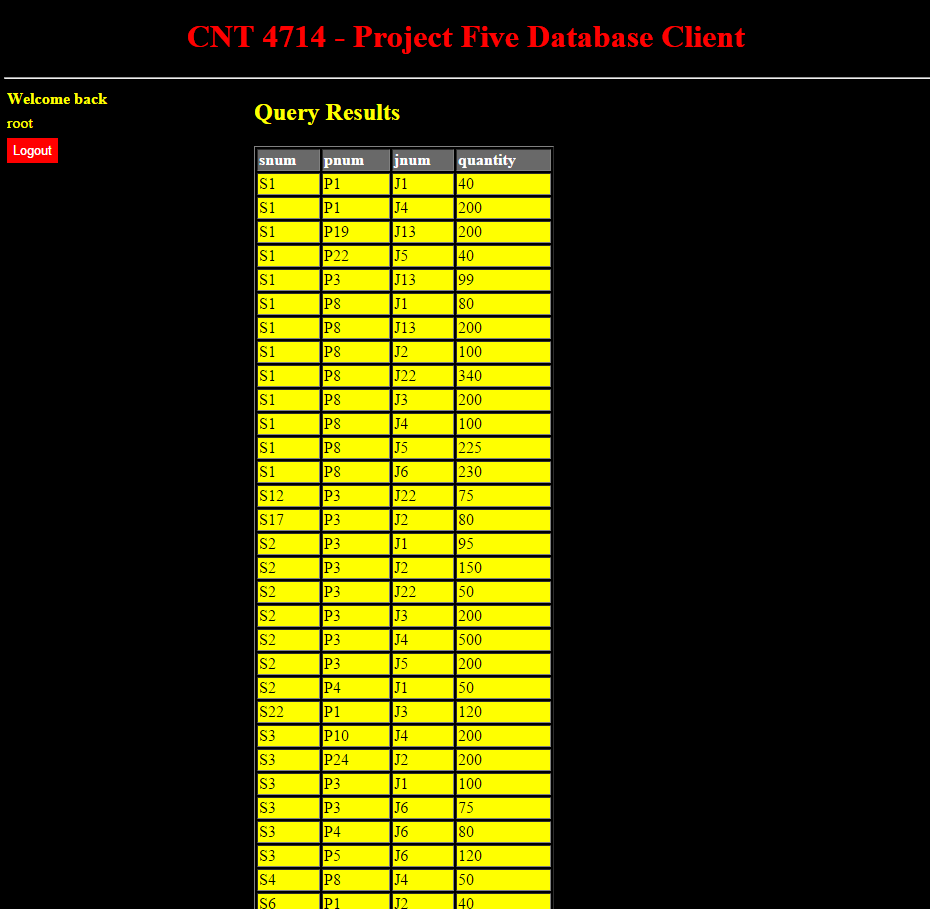 CNT 4714 - Project Five Database Client
Welcome back
root
Logout
Query Results
snum pnum jnum quantity
S1 P1 J1 40
S1 P1 J4 200
S1 P19 J13 200
S1 P22 J5 40
S1 P3 J13 99
S1 P8 J1 80
S1 P8 J13 200
S1 P8 J2 100
S1 P8 J22 340
S1 P8 J3 200
S1 P8 J4 100
S1 P8 J5 225
S1 P8 J6 230
S12 P3 J22 75
S17 P3 J2 80
S2 P3 J1 95
S2 P3 J2 150
S2 P3 J22 50
S2 P3 J3 200
S2 P3 J4 500
S2 P3 J5 200
S2 P4 J1 50
S22 P1 J3 120
S3 P10 J4 200
S3 P24 J2 200
S3 P3 J1 100
S3 P3 J6 75
S3 P4 J6 80
S3 P5 J6 120
S4 P8 J4 50
S6 P1 J2 40